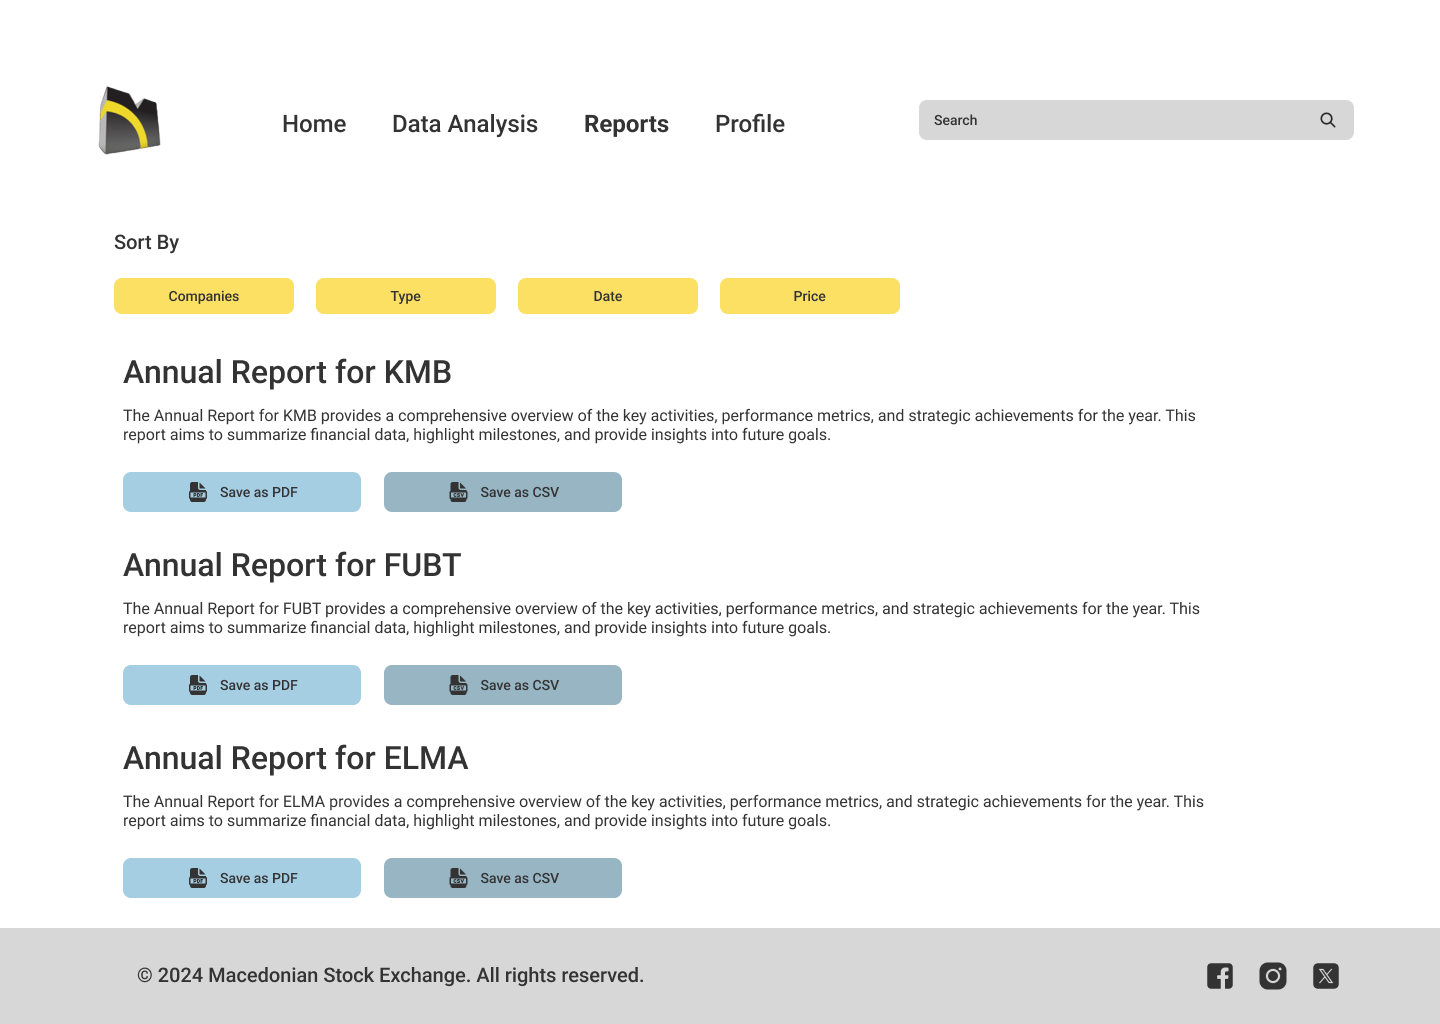 Home Data Analysis Reports Profile Search
Sort By
Companies Type Date Price
Annual Report for KMB
The Annual Report for KMB provides a comprehensive overview of the key activities, performance metrics, and strategic achievements for the year. This
report aims to summarize financial data, highlight milestones, and provide insights into future goals.
PDF Save as PDF CSV Save as CSV
Annual Report for FUBT
The Annual Report for FUBT provides a comprehensive overview of the key activities, performance metrics, and strategic achievements for the year. This
report aims to summarize financial data, highlight milestones, and provide insights into future goals.
PDF Save as PDF CSV Save as CSV
Annual Report for ELMA
The Annual Report for ELMA provides a comprehensive overview of the key activities, performance metrics, and strategic achievements for the year. This
report aims to summarize financial data, highlight milestones, and provide insights into future goals.
PDF Save as PDF CSV Save as CSV
© 2024 Macedonian Stock Exchange. All rights reserved.